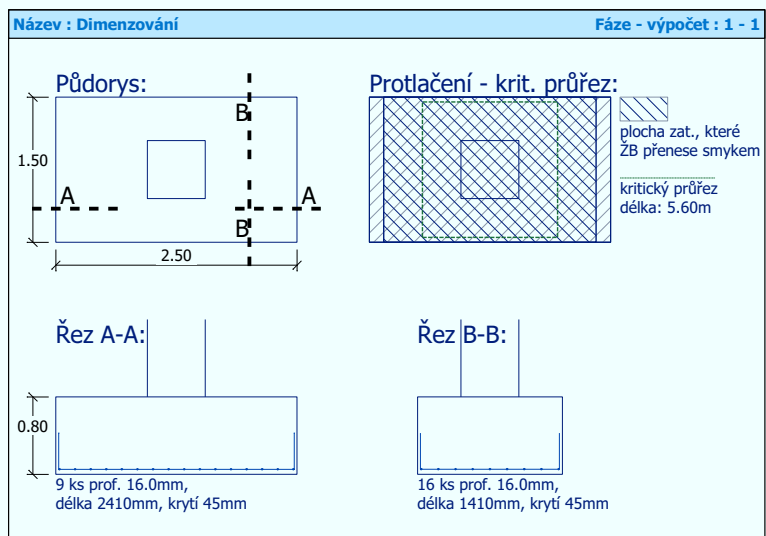 Název : Dimenzování
Fáze - výpočet : 1 - 1
Půdorys:
Protlačení - krit. průřez:
B
plocha zat., které
ŽB přenese smykem
1.50
A
A
kritický průřez
délka: 5.60m
B
2.50
Řez A-A:
Řez B-B:
0.80
9 ks prof. 16.0mm,
délka 2410mm, krytí 45mm
16 ks prof. 16.0mm,
délka 1410mm, krytí 45mm